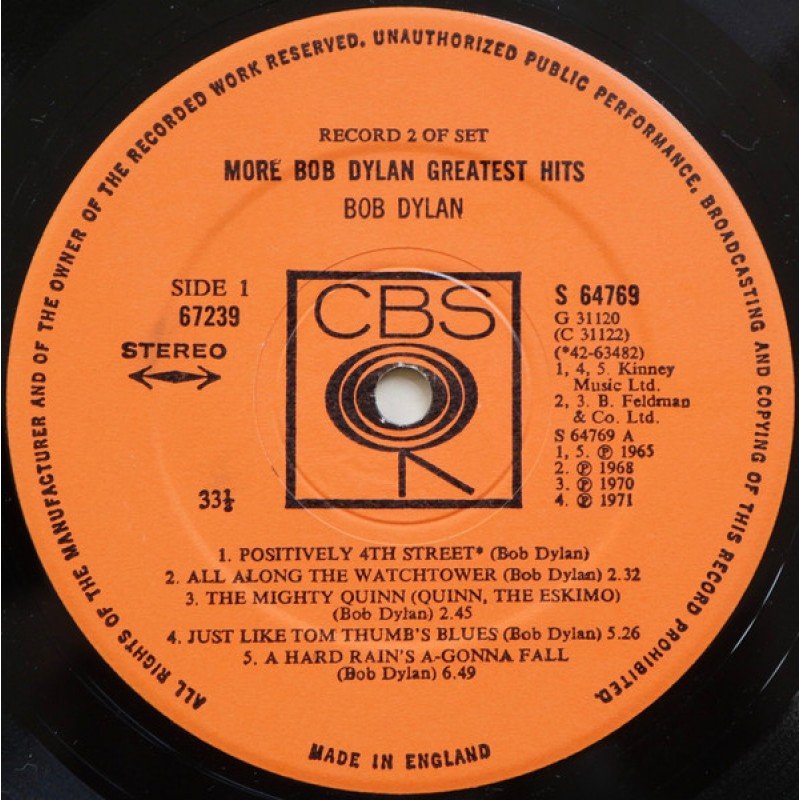 ALL RIGHTS OF THE MANUFACTURER AND OF THE OWNER OF THE RECORDED WORK RESERVED. UNAUTHORIZED PUBLIC PERFORMANCE, BROADCASTING AND COPYING OF THIS RECORD PROHIBITED.
RECORD 2 OF SET
MORE BOB DYLAN GREATEST HITS
BOB DYLAN
SIDE 1
67239
STEREO
33⅓
CBS
S 64769
G 31120
(C 31122)
(*42-63482)
1, 4, 5. Kinney
Music Ltd.
2, 3. B. Feldman
& Co. Ltd.
S 64769 A
1, 5. ℗ 1965
2. ℗ 1968
3. ℗ 1970
4. ℗ 1971
1. POSITIVELY 4TH STREET* (Bob Dylan)
2. ALL ALONG THE WATCHTOWER (Bob Dylan) 2.32
3. THE MIGHTY QUINN (QUINN, THE ESKIMO)
(Bob Dylan) 2.45
4. JUST LIKE TOM THUMB'S BLUES (Bob Dylan) 5.26
5. A HARD RAIN'S A-GONNA FALL
(Bob Dylan) 6.49
MADE IN ENGLAND